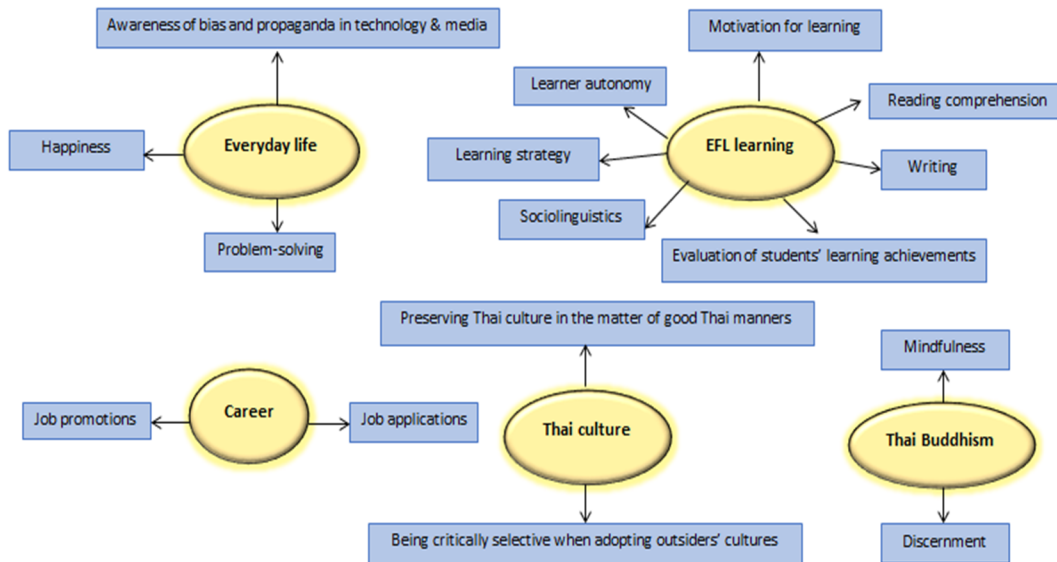 Awareness of bias and propaganda in technology & media
Happiness
Everyday life
Problem-solving
Motivation for learning
Learner autonomy
Reading comprehension
Learning strategy
EFL learning
Writing
Sociolinguistics
Evaluation of students' learning achievements
Preserving Thai culture in the matter of good Thai manners
Mindfulness
Job promotions
Career
Job applications
Thai culture
Thai Buddhism
Being critically selective when adopting outsiders' cultures
Discernment